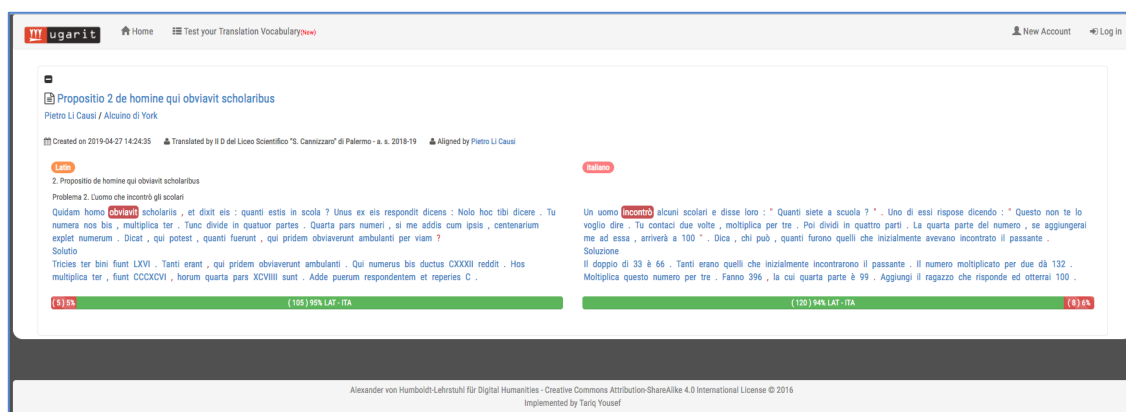 ugarit Home Test your Translation Vocabulary(New) New Account Log in
Propositio 2 de homine qui obviavit scholaribus
Pietro Li Causi / Alcuino di York
Created on 2019-04-27 14:24:35 Translated by II D del Liceo Scientifico "S. Cannizzaro" di Palermo - a. s. 2018-19 Aligned by Pietro Li Causi
Latin
2. Propositio de homine qui obviavit scholaribus
Problema 2. L'uomo che incontrò gli scolari
Quidam homo obviavit scholariis , et dixit eis : quanti estis in scola ? Unus ex eis respondit dicens : Nolo hoc tibi dicere . Tu
numera nos bis , multiplica ter . Tunc divide in quatuor partes . Quarta pars numeri , si me addis cum ipsis , centenarium
explet numerum . Dicat , qui potest , quanti fuerunt , qui pridem obviaverunt ambulanti per viam ?
Solutio
Tricies ter bini fiunt LXVI . Tanti erant , qui pridem obviaverunt ambulanti . Qui numerus bis ductus CXXXII reddit . Hos
multiplica ter , fiunt CCCXCVI , horum quarta pars XCVIIII sunt . Adde puerum respondentem et reperies C .
( 5 ) 5% ( 105 ) 95% LAT - ITA
Italiano
Un uomo incontrò alcuni scolari e disse loro : " Quanti siete a scuola ? " . Uno di essi rispose dicendo : " Questo non te lo
voglio dire . Tu contaci due volte , moltiplica per tre . Poi dividi in quattro parti . La quarta parte del numero , se aggiungerai
me ad essa , arriverà a 100 " . Dica , chi può , quanti furono quelli che inizialmente avevano incontrato il passante .
Soluzione
Il doppio di 33 è 66 . Tanti erano quelli che inizialmente incontrarono il passante . Il numero moltiplicato per due dà 132 .
Moltiplica questo numero per tre . Fanno 396 , la cui quarta parte è 99 . Aggiungi il ragazzo che risponde ed otterrai 100 .
( 120 ) 94% LAT - ITA ( 8 ) 6%
Alexander von Humboldt-Lehrstuhl für Digital Humanities - Creative Commons Attribution-ShareAlike 4.0 International License © 2016
Implemented by Tariq Yousef